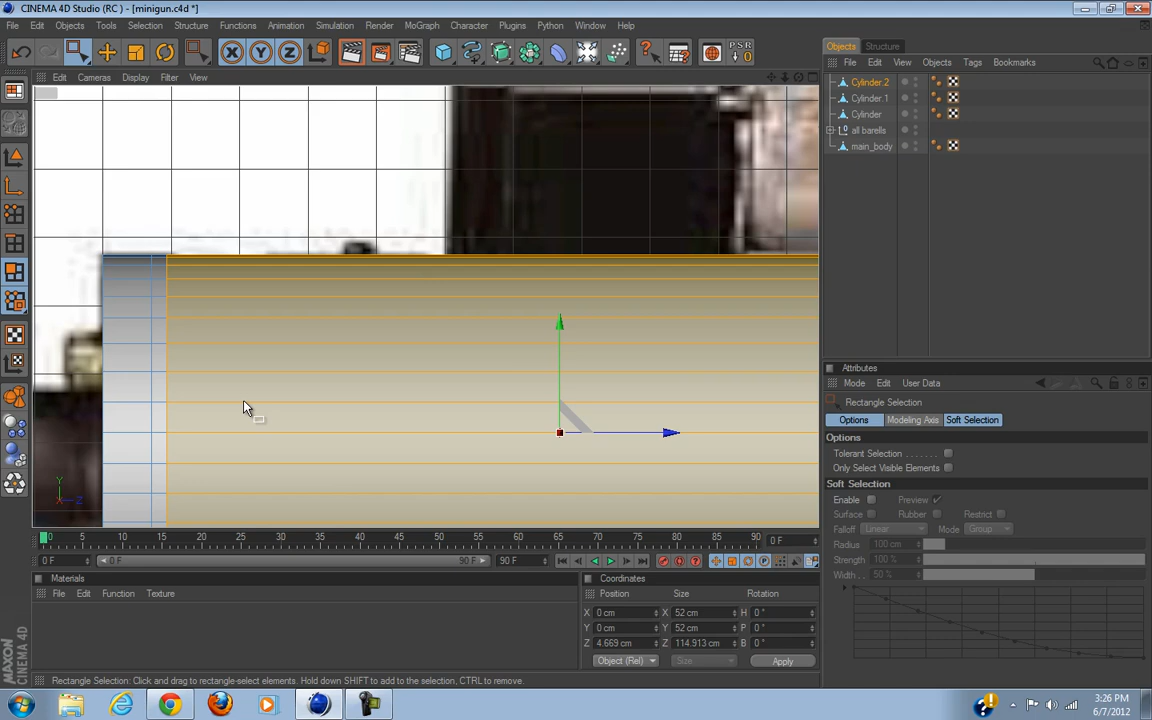 CINEMA 4D Studio (RC ) - [minigun.c4d *]
File Edit Objects Tools Selection Structure Functions Animation Simulation Render MoGraph Character Plugins Python Window Help
X Y Z PSR 0
Edit Cameras Display Filter View
Objects Structure
File Edit View Objects Tags Bookmarks
Cylinder.2
Cylinder.1
Cylinder
all barells
main_body
Attributes
Mode Edit User Data
Rectangle Selection
Options Modeling Axis Soft Selection
Options
Tolerant Selection . . . . . . .
Only Select Visible Elements
Soft Selection
Enable Preview
Surface Rubber Restrict
Falloff Linear Mode Group
Radius 100 cm
Strength 100 %
Width . . 50 %
Y
X Z
0 5 10 15 20 25 30 35 40 45 50 55 60 65 70 75 80 85 90 0 F
0 F 0 F 90 F 90 F
Materials
File Edit Function Texture
Coordinates
Position Size Rotation
X 0 cm X 52 cm H 0 °
Y 0 cm Y 52 cm P 0 °
Z 4.669 cm Z 114.913 cm B 0 °
Object (Rel) Size Apply
MAXON CINEMA 4D
Rectangle Selection: Click and drag to rectangle-select elements. Hold down SHIFT to add to the selection, CTRL to remove.
3:26 PM
6/7/2012